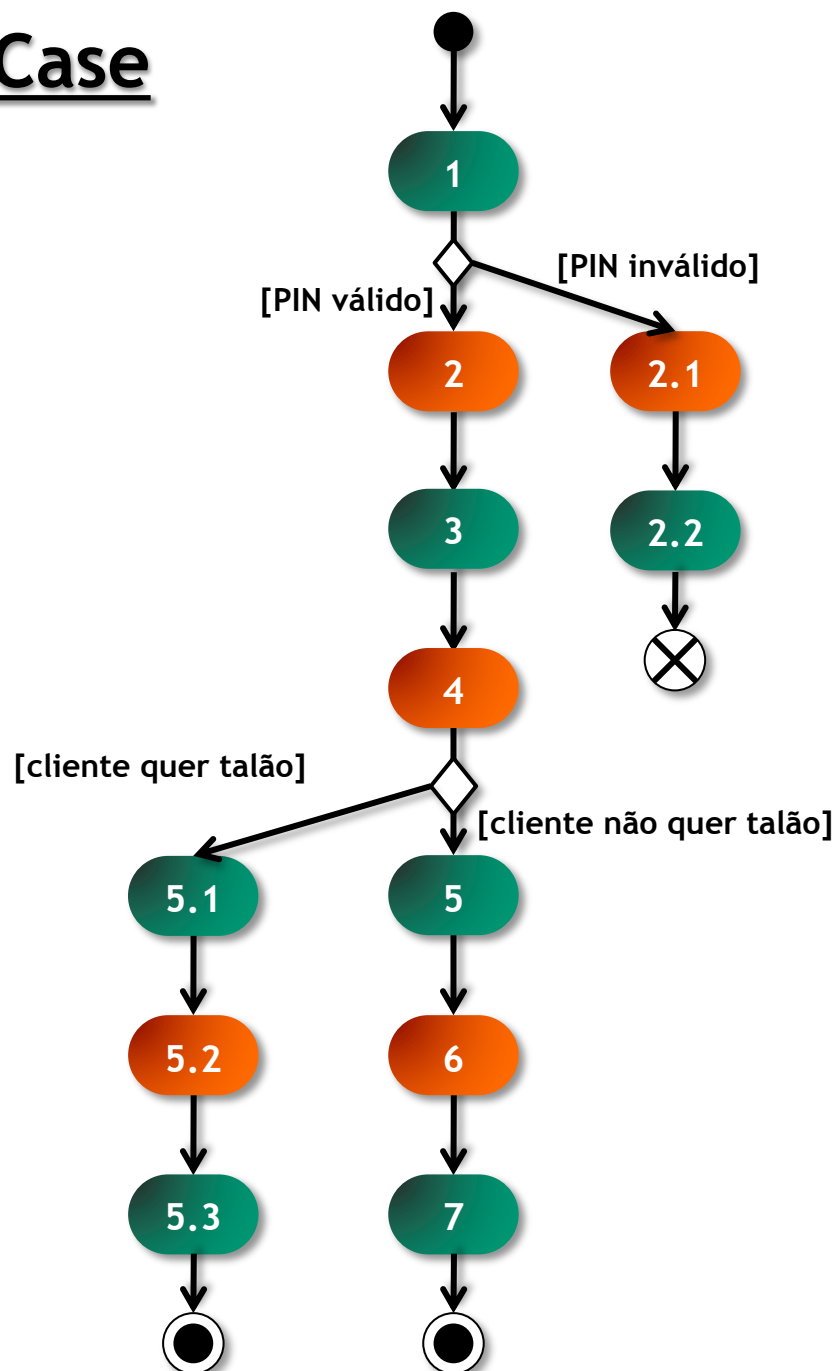 Case
1
[PIN inválido]
[PIN válido]
2
2.1
3
2.2
4
[cliente quer talão]
[cliente não quer talão]
5.1
5
5.2
6
5.3
7